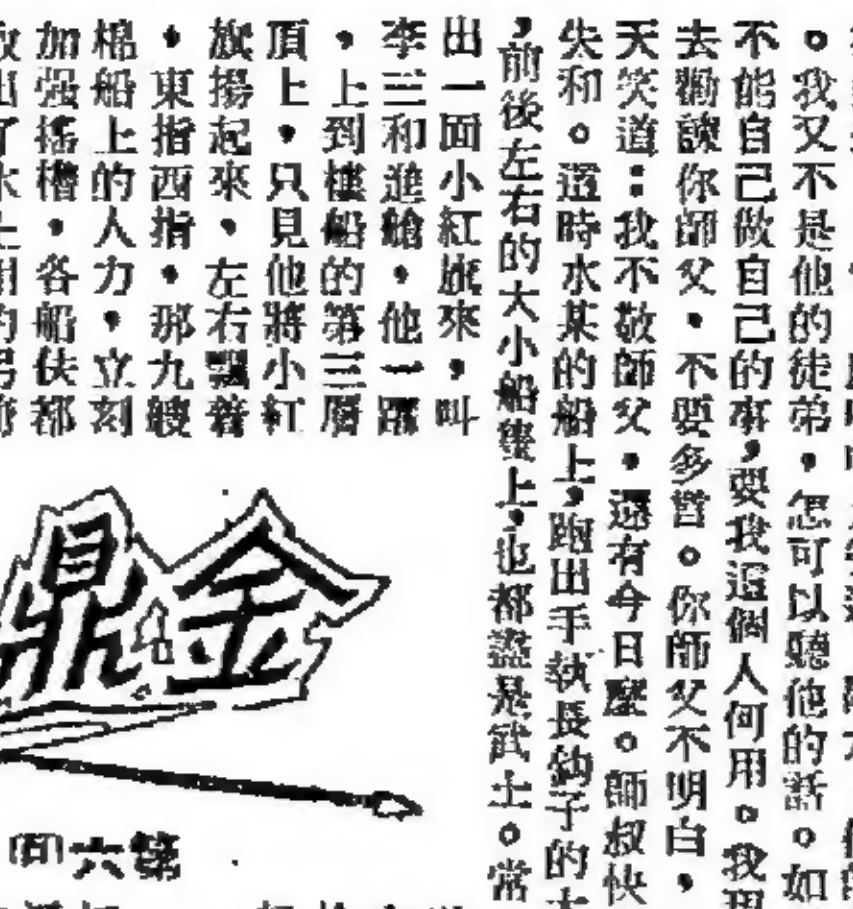 。我又不是他的徒弟，怎可以聽他的話。如
不能自己做自己的事，要我這個人何用。我
去勸說你師父，不要多管。你師父不明白，
天笑道：我不敬師父，還有今日麼。師叔快
失和。這時水某的船上，跑出手執長鈎子的
，前後左右的大小船隻上，也都盡是武士。常
出一面小紅旗來，叫
李三和進艙，他一躍
，上到樓船的第三層
頂上，只見他將小紅
旗揚起來，左右飄着
，東指西指，那九艘
棉船上的人力，立刻
加强搖櫓，各船伕都
金鼎
第六回